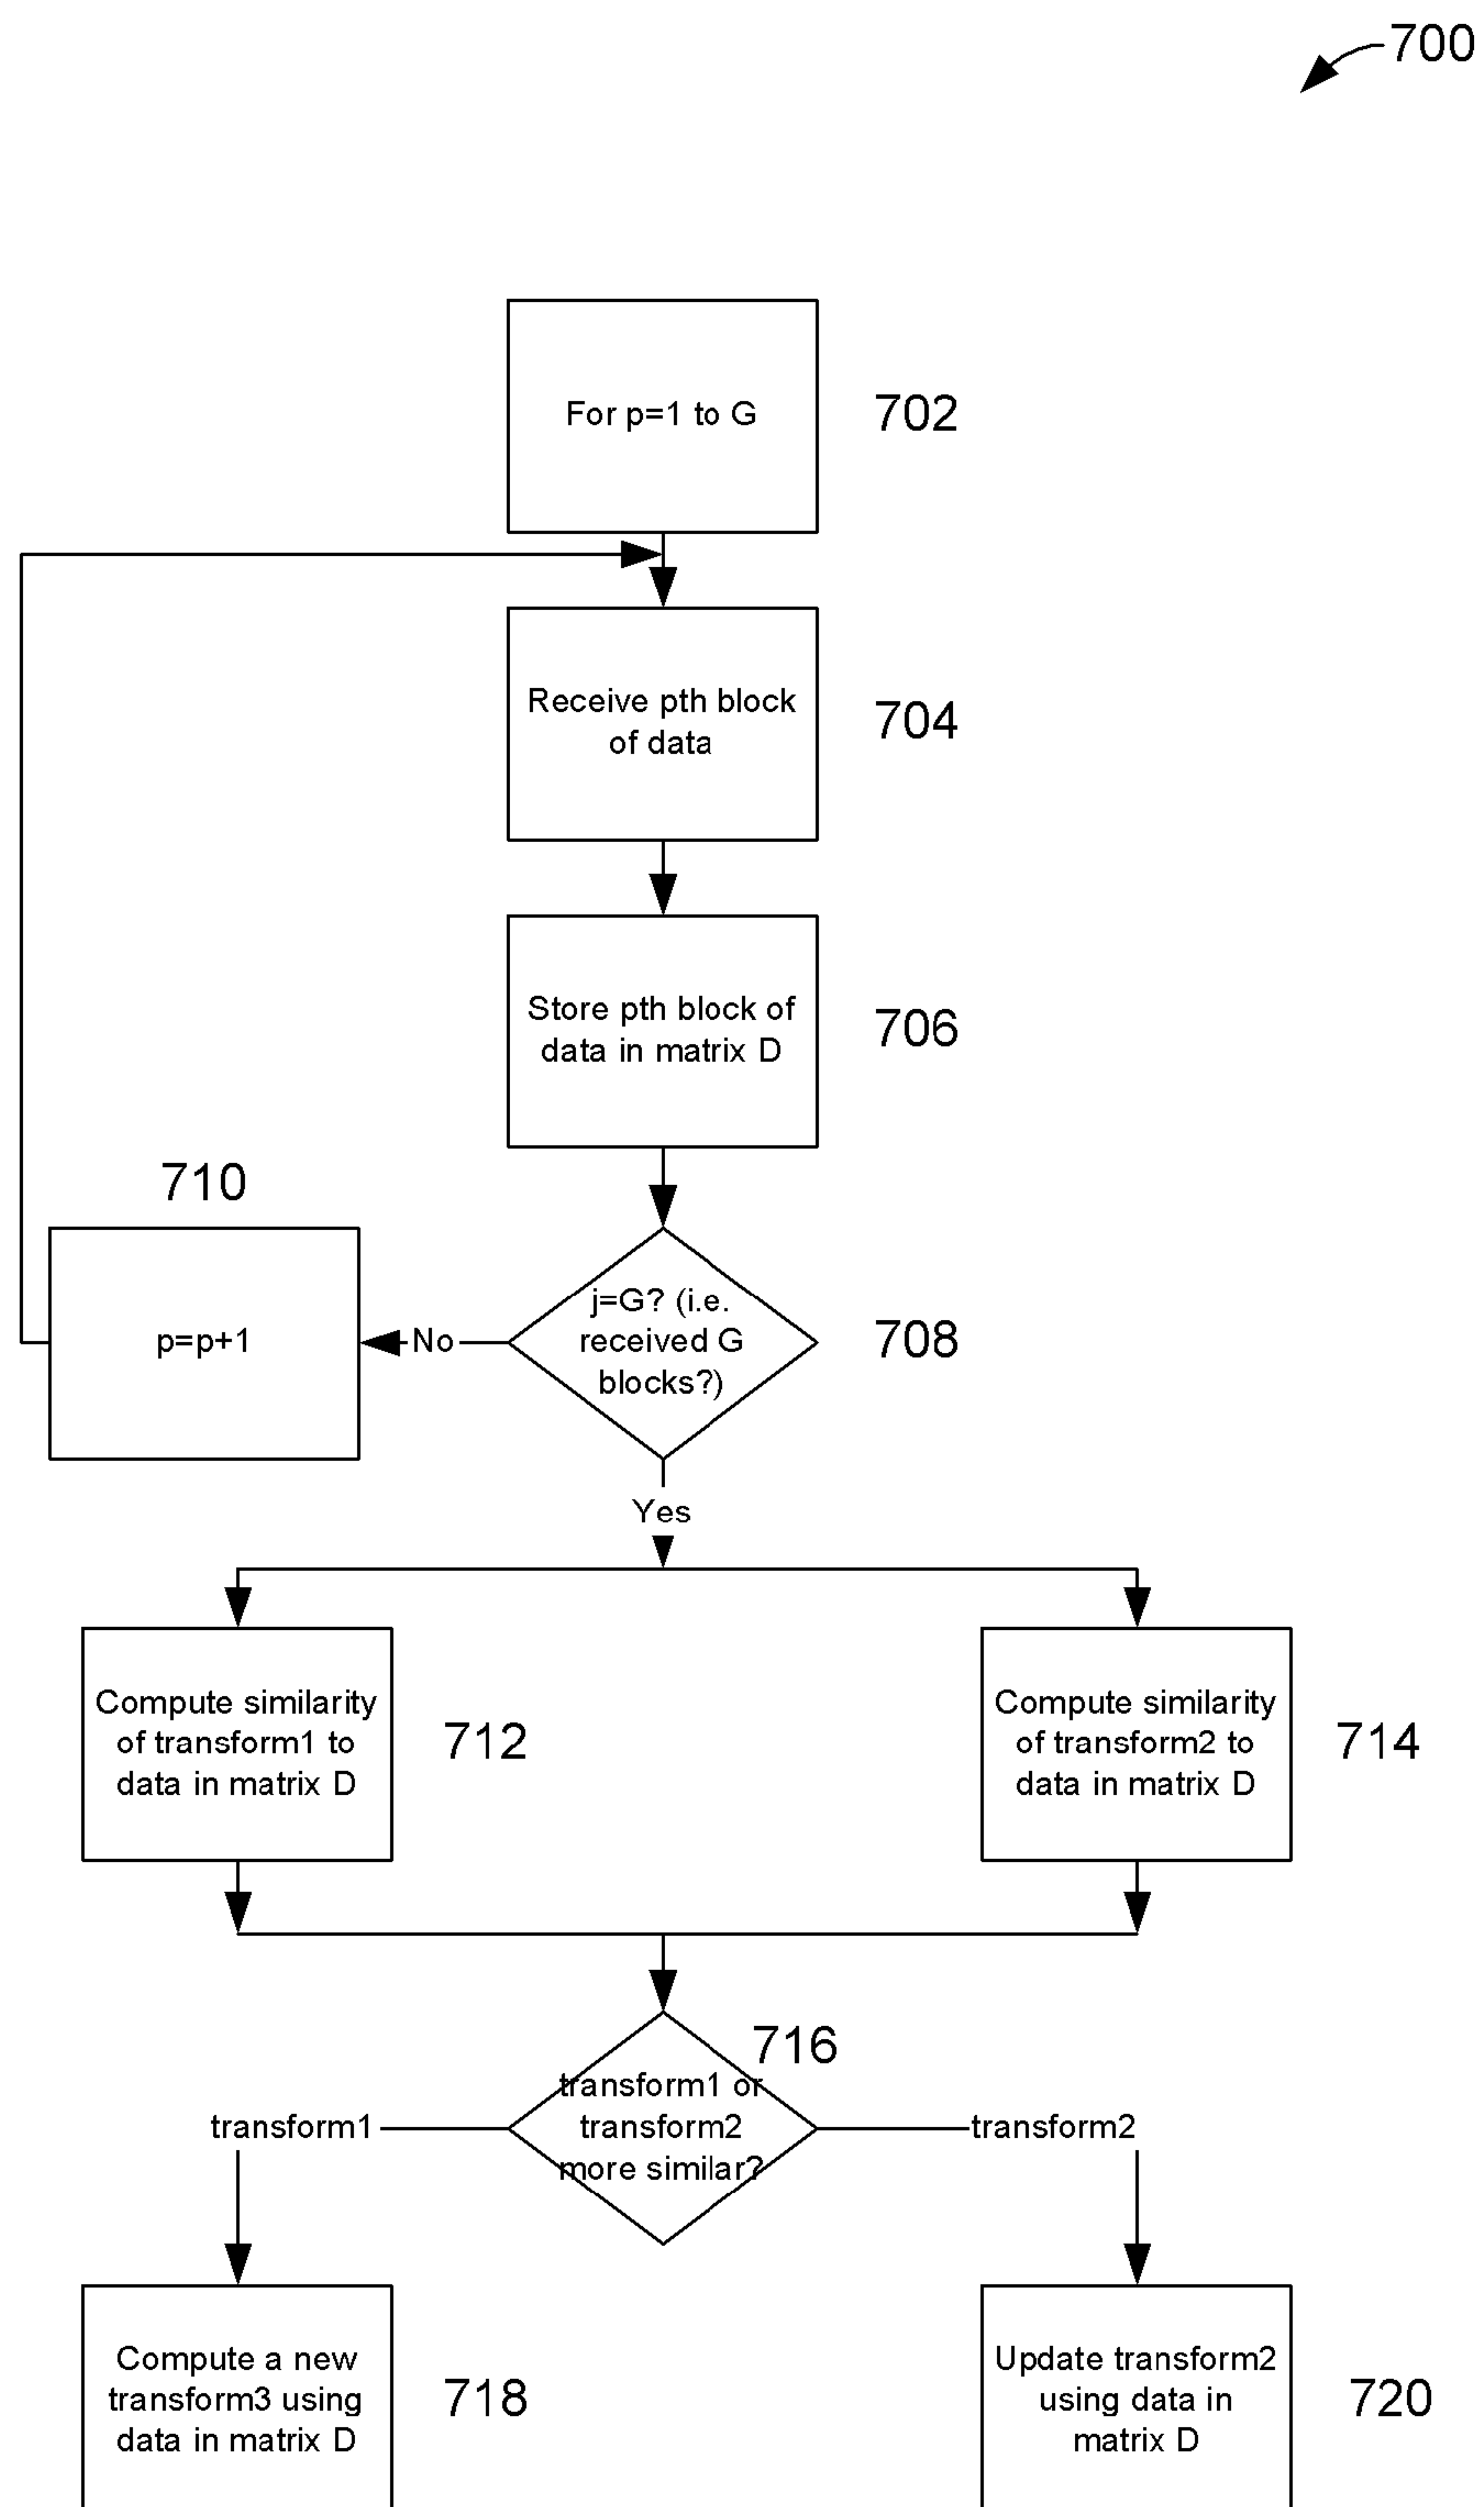 700
For p=1 to G
702
Receive pth block
of data
704
Store pth block of
data in matrix D
706
710
p=p+1
No
j=G? (i.e.
received G
blocks?)
708
Yes
Compute similarity
of transform1 to
data in matrix D
712
Compute similarity
of transform2 to
data in matrix D
714
716
transform1 or
transform2
more similar?
transform1
transform2
Compute a new
transform3 using
data in matrix D
718
Update transform2
using data in
matrix D
720